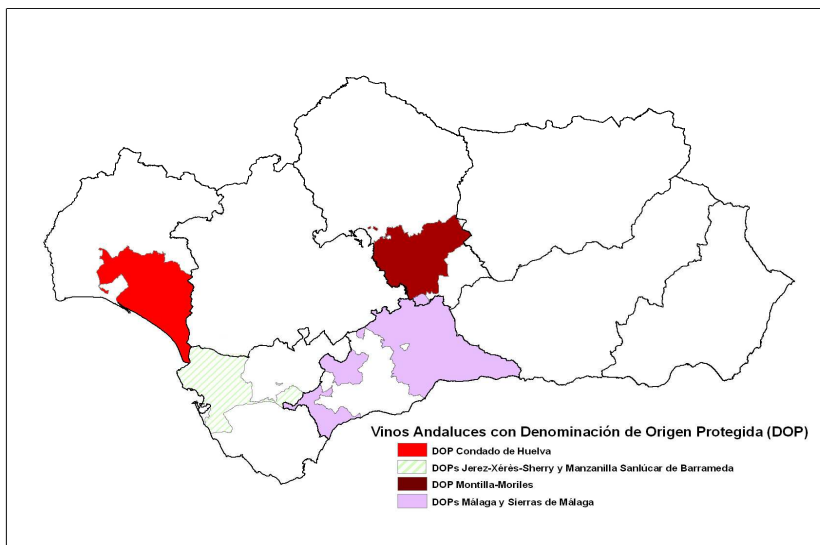 Vinos Andaluces con Denominación de Origen Protegida (DOP)
DOP Condado de Huelva
DOPs Jerez-Xérès-Sherry y Manzanilla Sanlúcar de Barrameda
DOP Montilla-Moriles
DOPs Málaga y Sierras de Málaga